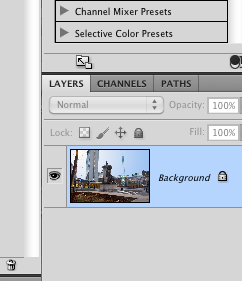 Channel Mixer Presets
Selective Color Presets
LAYERS CHANNELS PATHS
Normal Opacity: 100%
Lock: Fill: 100%
Background